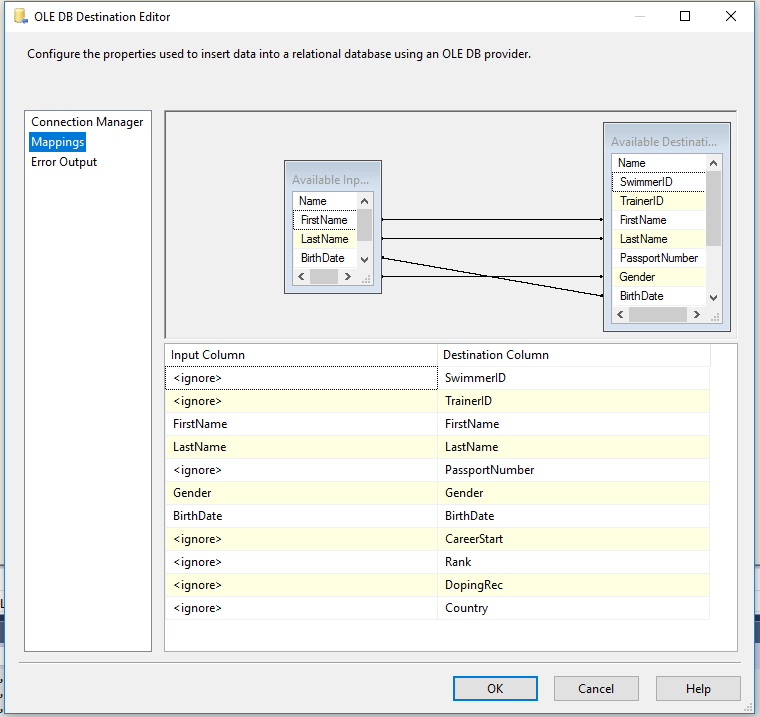 OLE DB Destination Editor
Configure the properties used to insert data into a relational database using an OLE DB provider.
Connection Manager
Mappings
Error Output
Available Inp...
Name
FirstName
LastName
BirthDate
Available Destinati...
Name
SwimmerID
TrainerID
FirstName
LastName
PassportNumber
Gender
BirthDate
Input Column Destination Column
<ignore> SwimmerID
<ignore> TrainerID
FirstName FirstName
LastName LastName
<ignore> PassportNumber
Gender Gender
BirthDate BirthDate
<ignore> CareerStart
<ignore> Rank
<ignore> DopingRec
<ignore> Country
OK Cancel Help